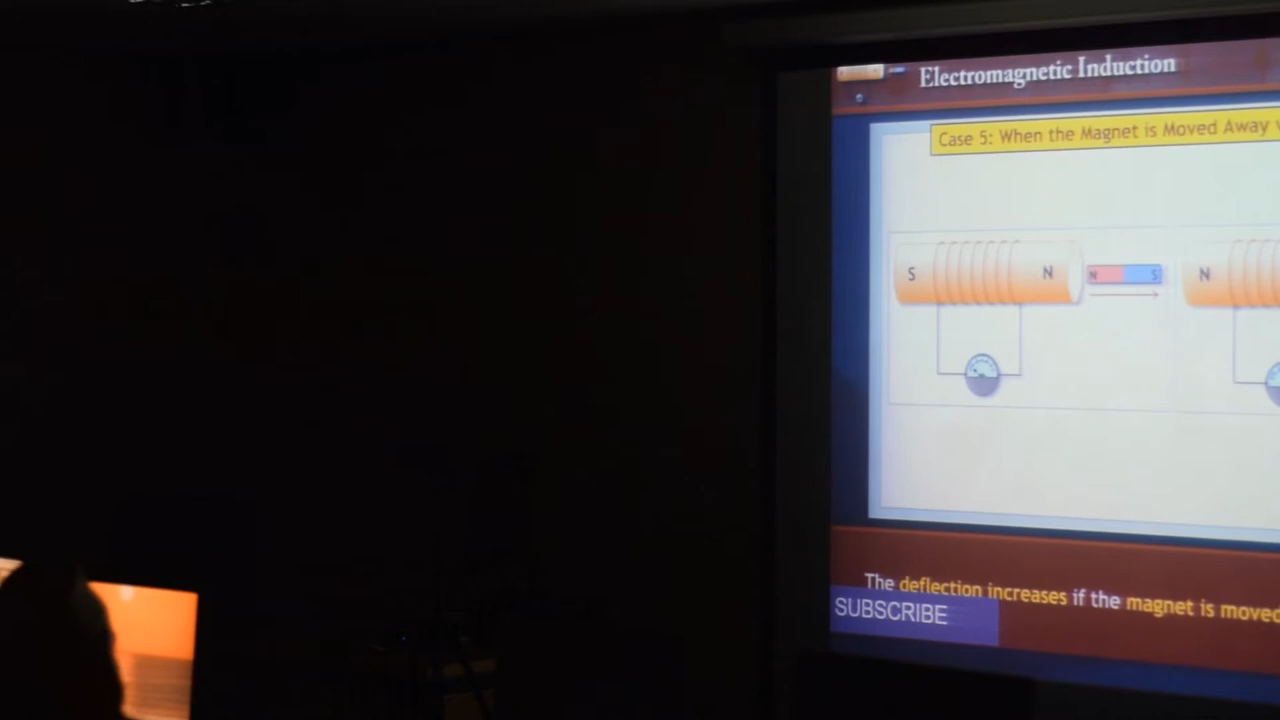 Electromagnetic Induction
Case 5: When the Magnet is Moved Away
S N N S N
The deflection increases if the magnet is moved
SUBSCRIBE